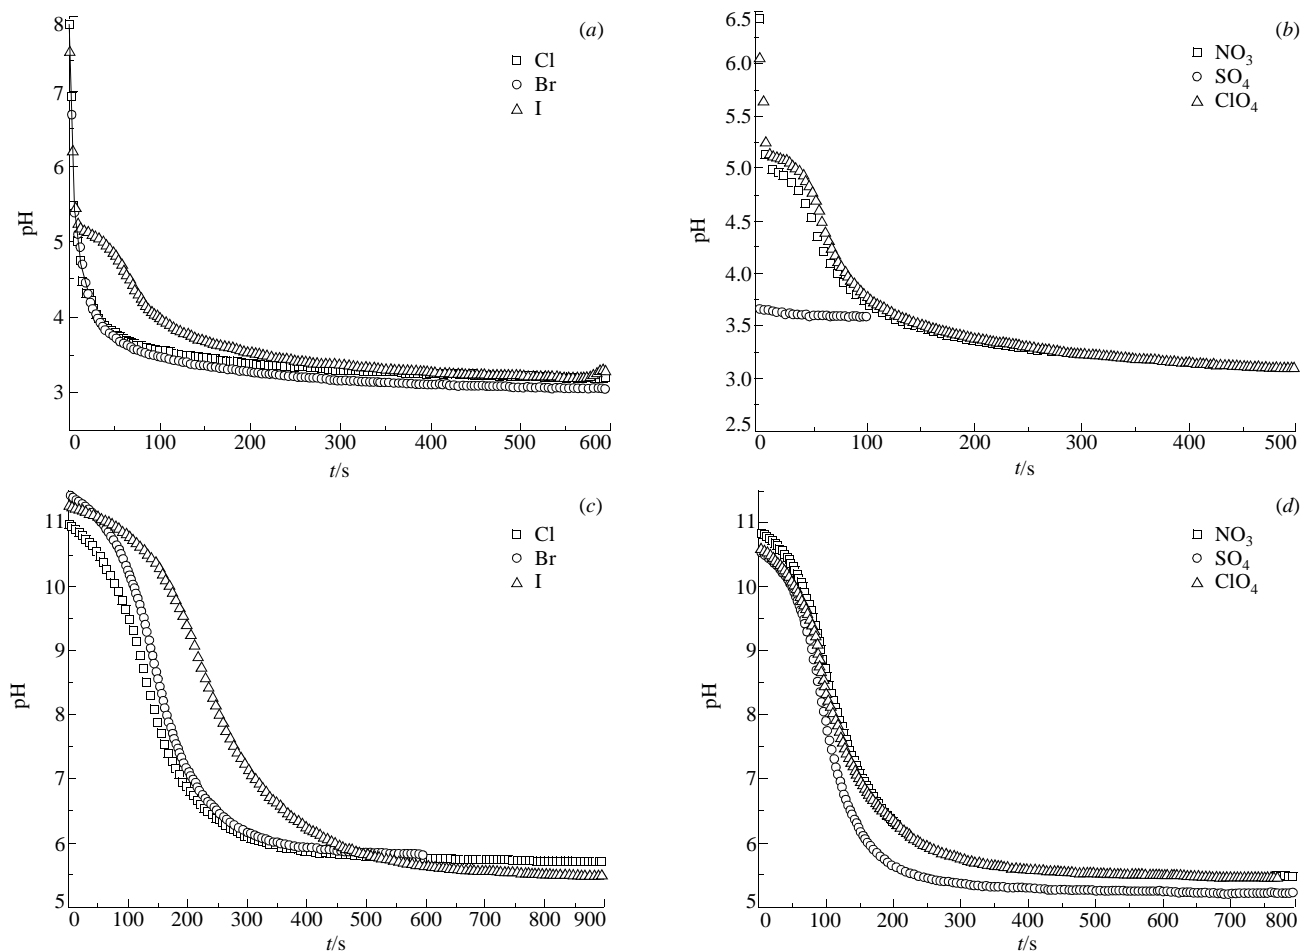 (a)
8
7
6
5
4
3
pH
Cl
Br
I
0 100 200 300 400 500 600
t/s
(b)
6.5
6.0
5.5
5.0
4.5
4.0
3.5
3.0
2.5
pH
NO3
SO4
ClO4
0 100 200 300 400 500
t/s
(c)
11
10
9
8
7
6
5
pH
Cl
Br
I
0 100 200 300 400 500 600 700 800 900
t/s
(d)
11
10
9
8
7
6
5
pH
NO3
SO4
ClO4
0 100 200 300 400 500 600 700 800
t/s